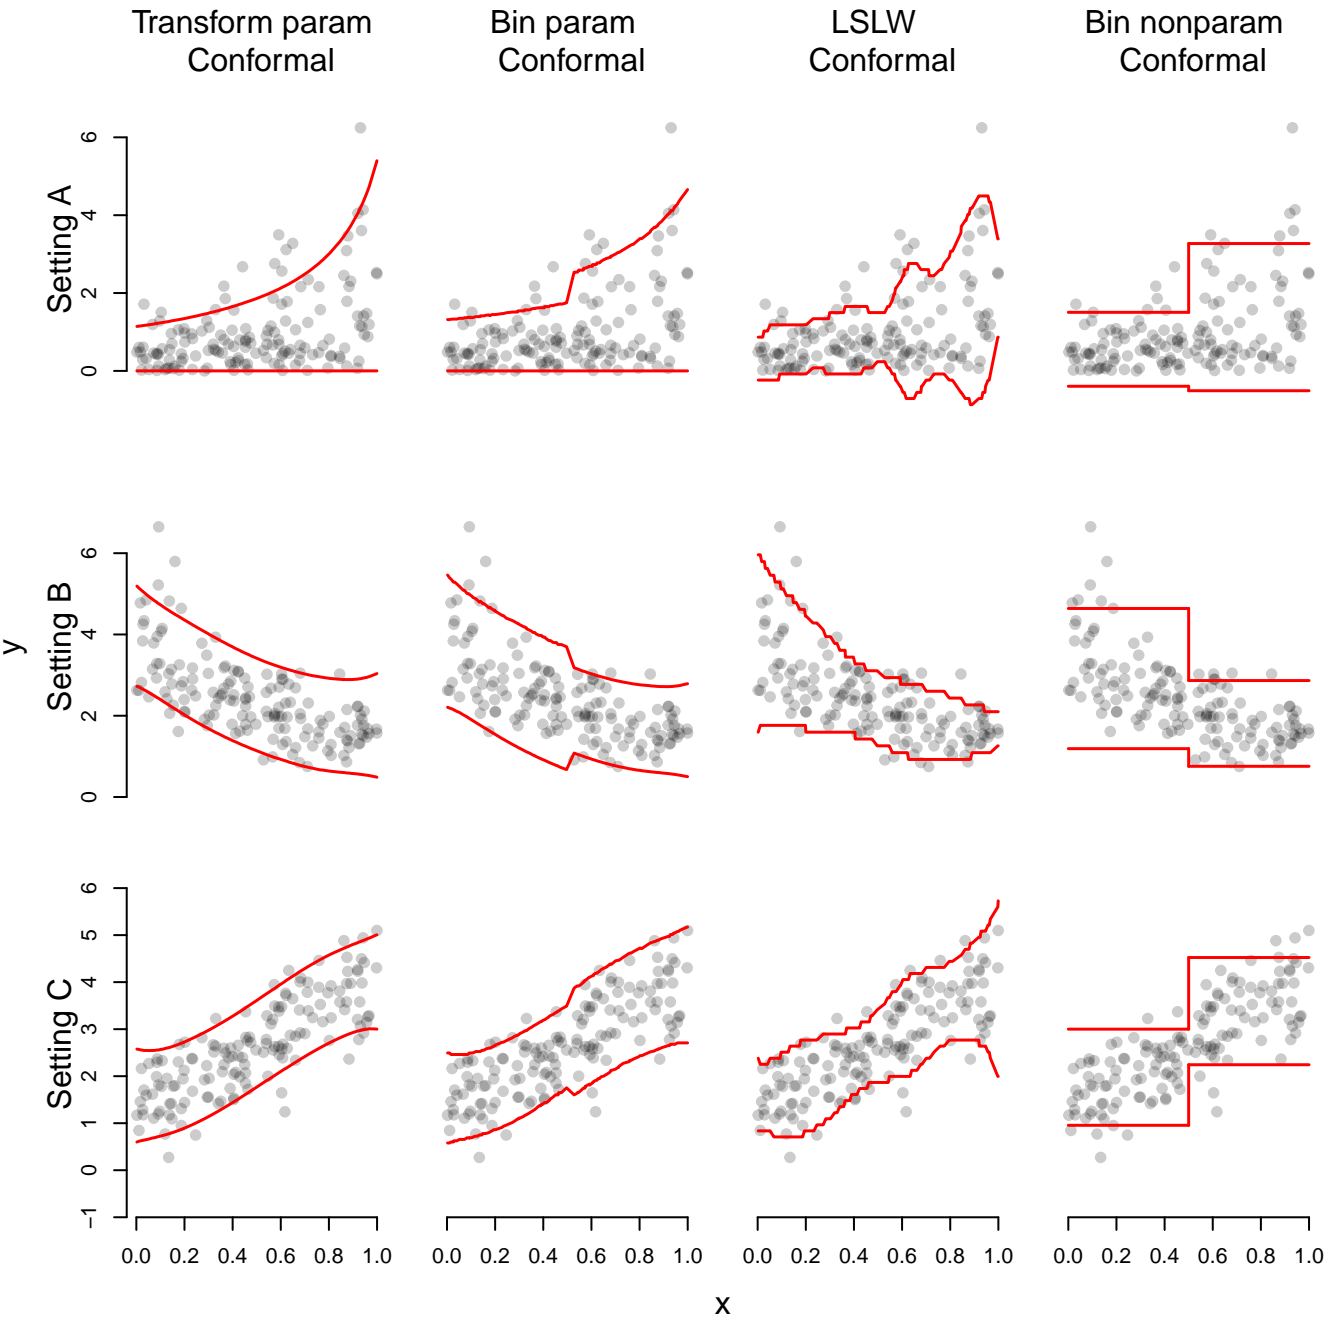 Transform param Conformal
Bin param Conformal
LSLW Conformal
Bin nonparam Conformal
Setting A
0 2 4 6
y
Setting B
0 2 4 6
Setting C
−1 0 1 2 3 4 5 6
0.0 0.2 0.4 0.6 0.8 1.0
0.0 0.2 0.4 0.6 0.8 1.0
0.0 0.2 0.4 0.6 0.8 1.0
0.0 0.2 0.4 0.6 0.8 1.0
x